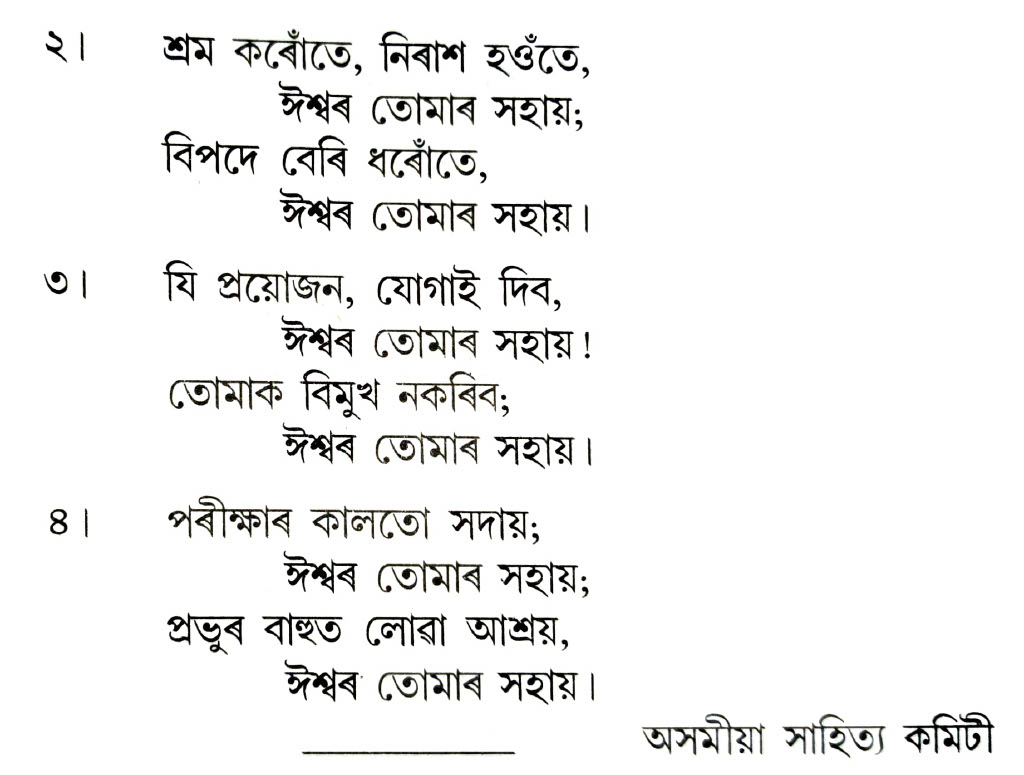 ২। শ্ৰম কৰোঁতে, নিৰাশ হওঁতে,
ঈশ্বৰ তোমাৰ সহায়;
বিপদে বেৰি ধৰোঁতে,
ঈশ্বৰ তোমাৰ সহায়।
৩। যি প্ৰয়োজন, যোগাই দিব,
ঈশ্বৰ তোমাৰ সহায়!
তোমাক বিমুখ নকৰিব;
ঈশ্বৰ তোমাৰ সহায়।
৪। পৰীক্ষাৰ কালতো সদায়;
ঈশ্বৰ তোমাৰ সহায়;
প্ৰভুৰ বাহুত লোৱা আশ্ৰয়,
ঈশ্বৰ তোমাৰ সহায়।
অসমীয়া সাহিত্য কমিটী